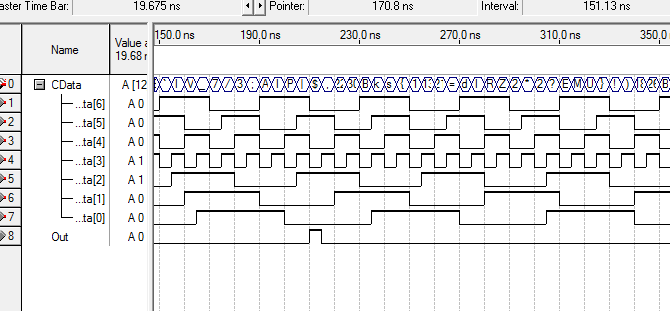 aster Time Bar: 19.675 ns Pointer: 170.8 ns Interval: 151.13 ns
Name Value a 19.68 n 150.0 ns 190.0 ns 230.0 ns 270.0 ns 310.0 ns 350.0
0 CData A [12
1 ...ta[6] A 0
2 ...ta[5] A 0
3 ...ta[4] A 0
4 ...ta[3] A 1
5 ...ta[2] A 1
6 ...ta[1] A 0
7 ...ta[0] A 0
8 Out A 0